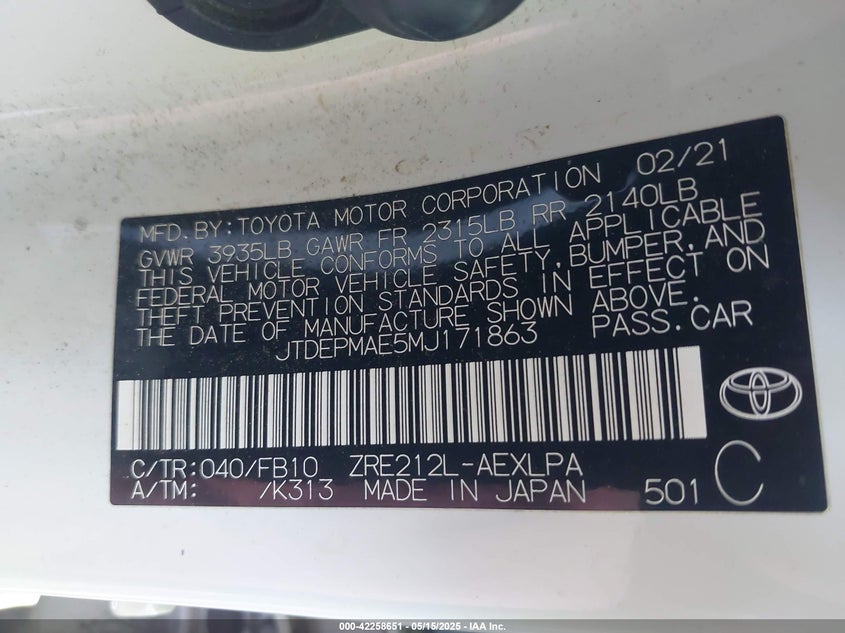 MFD. BY: TOYOTA MOTOR CORPORATION 02/21
GVWR 3935LB GAWR FR 2315LB RR 2140LB
THIS VEHICLE CONFORMS TO ALL APPLICABLE
FEDERAL MOTOR VEHICLE SAFETY, BUMPER, AND
THEFT PREVENTION STANDARDS IN EFFECT ON
THE DATE OF MANUFACTURE SHOWN ABOVE.
JTDEPMAE5MJ171863 PASS. CAR
C/TR: 040/FB10 ZRE212L-AEXLPA
A/TM: /K313 MADE IN JAPAN 501 C
000-42258651 - 05/15/2025 - IAA Inc.